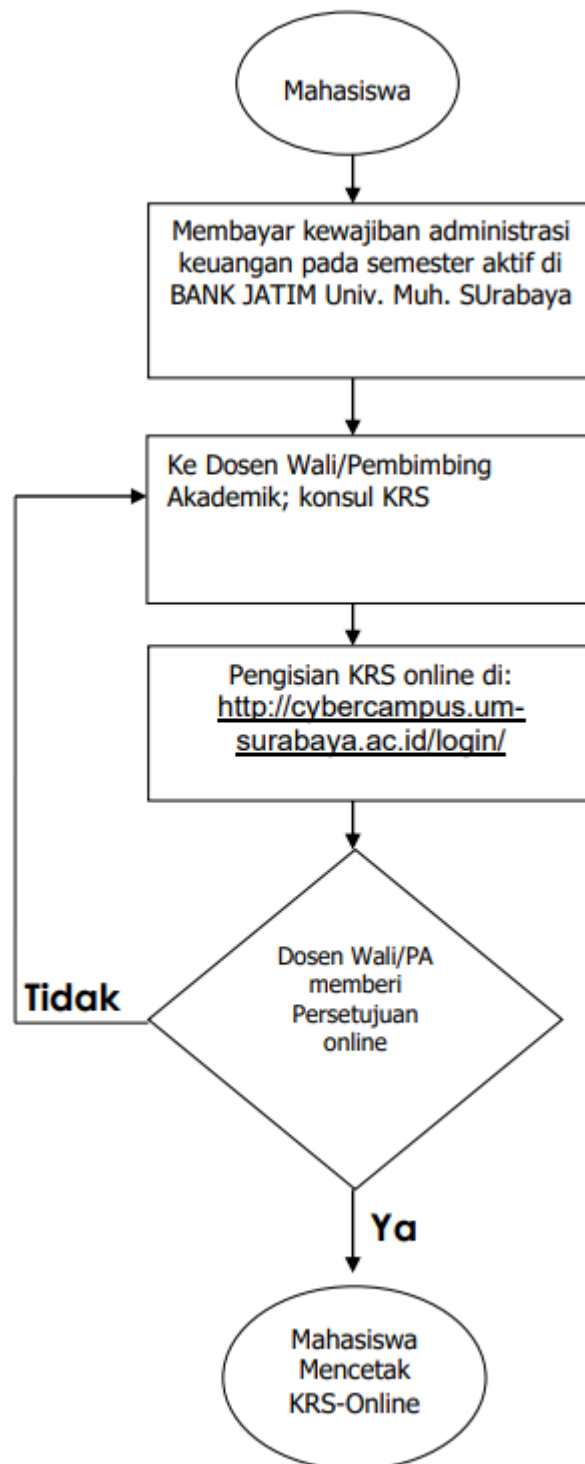 Mahasiswa
Membayar kewajiban administrasi
keuangan pada semester aktif di
BANK JATIM Univ. Muh. SUrabaya
Ke Dosen Wali/Pembimbing
Akademik; konsul KRS
Pengisian KRS online di:
http://cybercampus.um-
surabaya.ac.id/login/
Dosen Wali/PA
memberi
Persetujuan
online
Tidak
Ya
Mahasiswa
Mencetak
KRS-Online